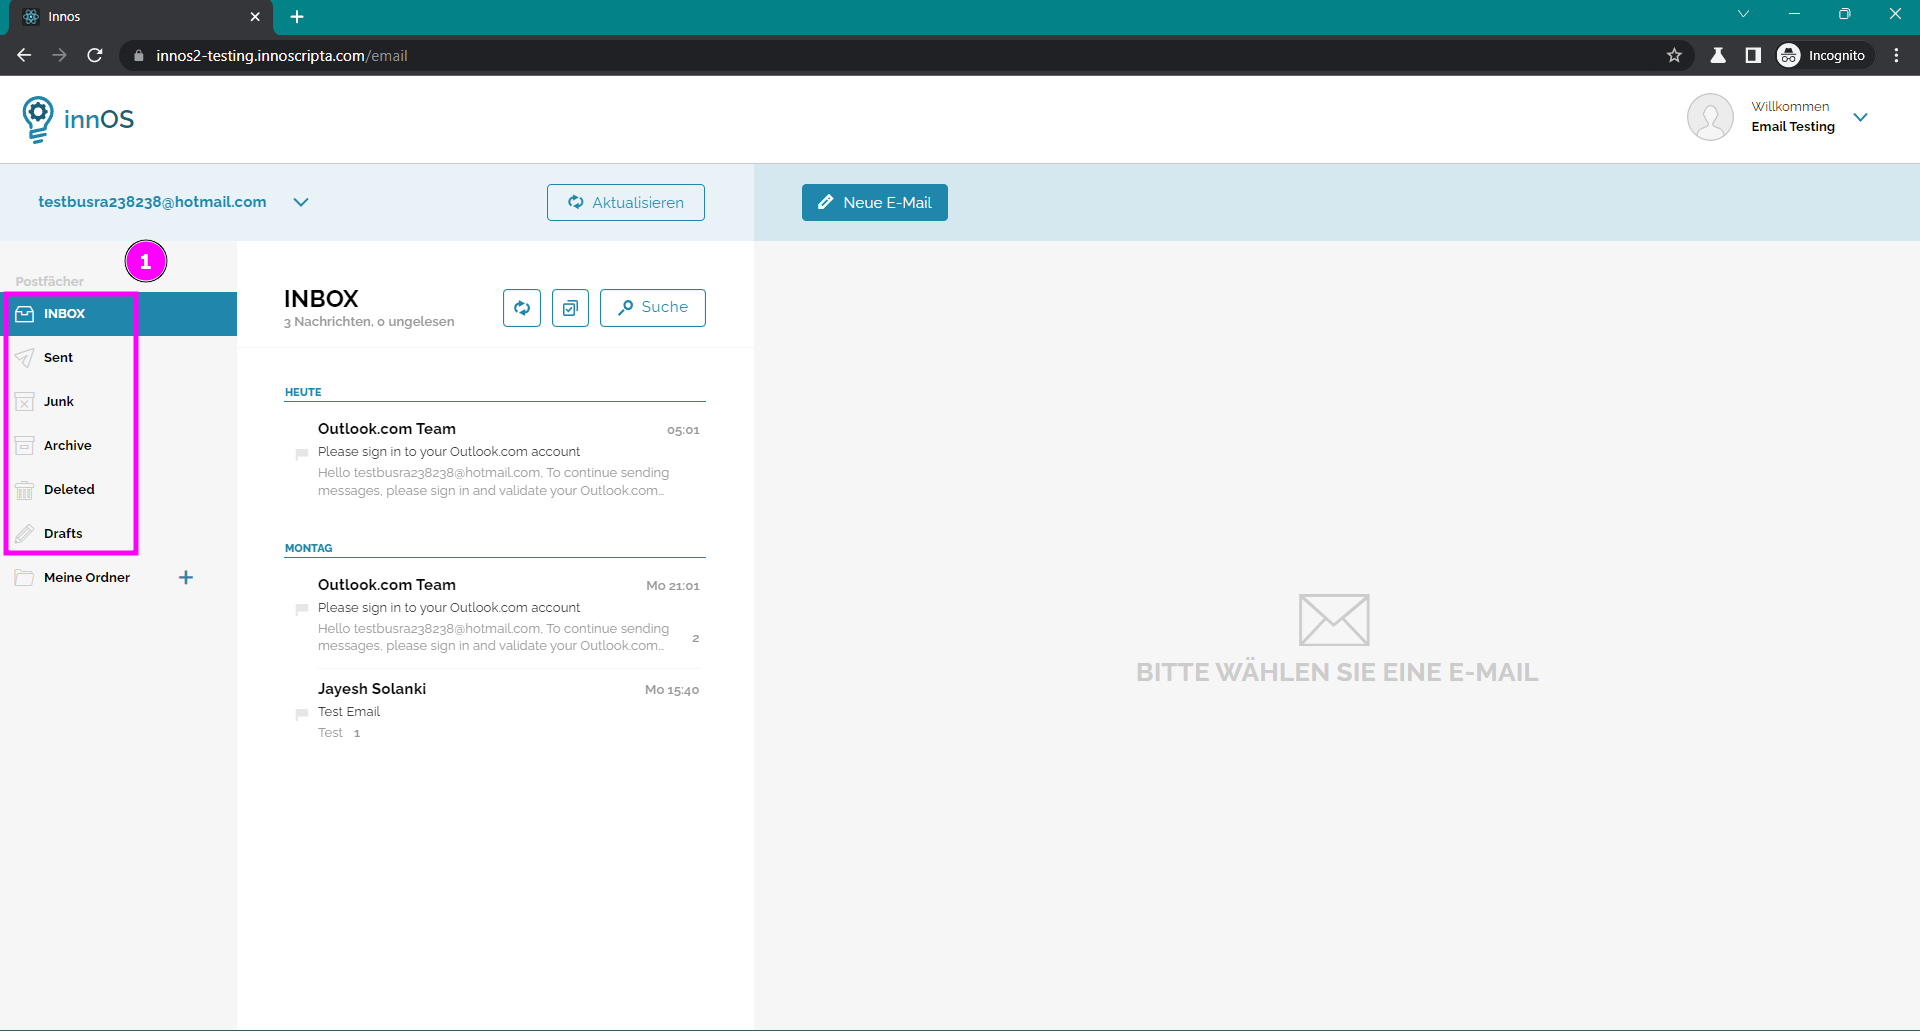 Innos
innos2-testing.innoscripta.com/email
Incognito
innOS
Willkommen
Email Testing
testbusra238238@hotmail.com
Aktualisieren
Neue E-Mail
1
Postfächer
INBOX
Sent
Junk
Archive
Deleted
Drafts
Meine Ordner
INBOX
3 Nachrichten, 0 ungelesen
Suche
HEUTE
Outlook.com Team
05:01
Please sign in to your Outlook.com account
Hello testbusra238238@hotmail.com, To continue sending
messages, please sign in and validate your Outlook.com...
MONTAG
Outlook.com Team
Mo 21:01
Please sign in to your Outlook.com account
Hello testbusra238238@hotmail.com, To continue sending
messages, please sign in and validate your Outlook.com...
2
Jayesh Solanki
Mo 15:40
Test Email
Test 1
BITTE WÄHLEN SIE EINE E-MAIL